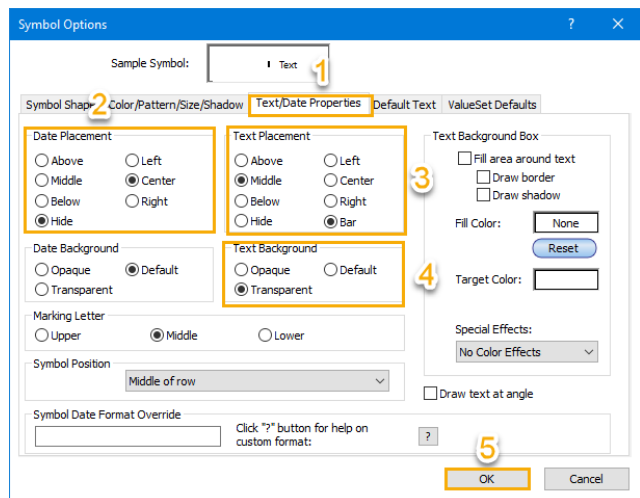 Symbol Options ? ×
Sample Symbol: Text
1
2
Symbol Shap Color/Pattern/Size/Shadow Text/Date Properties Default Text ValueSet Defaults
Date Placement
Above Left
Middle Center
Below Right
Hide
Text Placement
Above Left
Middle Center
Below Right
Hide Bar
3
Text Background Box
Fill area around text
Draw border
Draw shadow
Fill Color: None
Reset
Target Color:
Date Background
Opaque Default
Transparent
Text Background
Opaque Default
Transparent
4
Marking Letter
Upper Middle Lower
Special Effects:
No Color Effects
Symbol Position
Middle of row
Draw text at angle
Symbol Date Format Override
Click "?" button for help on
custom format:
?
5
OK Cancel